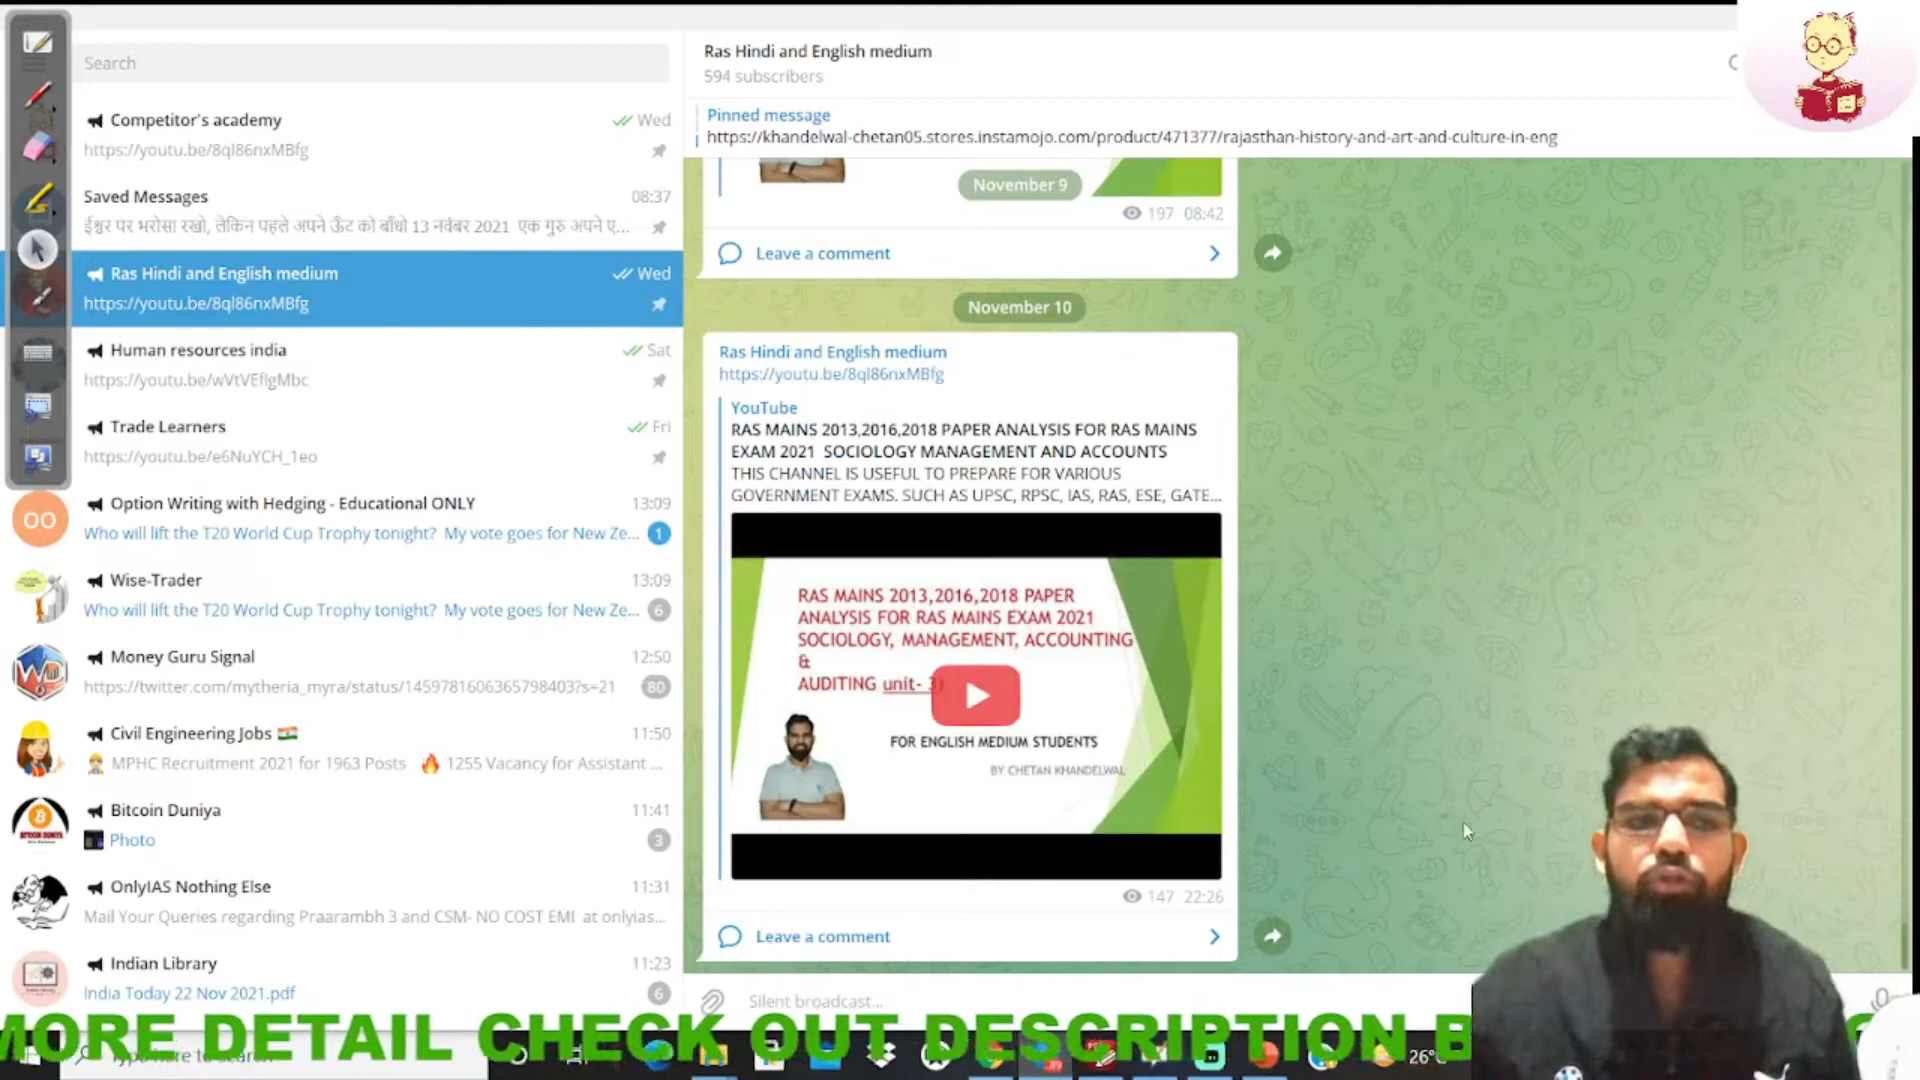 Search
Competitor's academy
Wed
https://youtu.be/8ql86nxMBfg
Saved Messages
08:37
ईश्वर पर भरोसा रखो, लेकिन पहले अपने ऊँट को बाँधो 13 नवंबर 2021 एक गुरु अपने ए...
Ras Hindi and English medium
Wed
https://youtu.be/8ql86nxMBfg
Human resources india
Sat
https://youtu.be/wVtVEflgMbc
Trade Learners
Fri
https://youtu.be/e6NuYCH_1eo
OO
Option Writing with Hedging - Educational ONLY
13:09
Who will lift the T20 World Cup Trophy tonight? My vote goes for New Ze...
1
Wise-Trader
13:09
Who will lift the T20 World Cup Trophy tonight? My vote goes for New Ze...
6
Money Guru Signal
12:50
https://twitter.com/mytheria_myra/status/1459781606365798403?s=21
80
Civil Engineering Jobs
11:50
MPHC Recruitment 2021 for 1963 Posts 1255 Vacancy for Assistant ...
Bitcoin Duniya
11:41
Photo
3
OnlyIAS Nothing Else
11:31
Mail Your Queries regarding Praarambh 3 and CSM- NO COST EMI at onlyias...
Indian Library
11:23
India Today 22 Nov 2021.pdf
6
Ras Hindi and English medium
594 subscribers
Pinned message
https://khandelwal-chetan05.stores.instamojo.com/product/471377/rajasthan-history-and-art-and-culture-in-eng
November 9
197 08:42
Leave a comment
November 10
Ras Hindi and English medium
https://youtu.be/8ql86nxMBfg
YouTube
RAS MAINS 2013,2016,2018 PAPER ANALYSIS FOR RAS MAINS
EXAM 2021 SOCIOLOGY MANAGEMENT AND ACCOUNTS
THIS CHANNEL IS USEFUL TO PREPARE FOR VARIOUS
GOVERNMENT EXAMS. SUCH AS UPSC, RPSC, IAS, RAS, ESE, GATE...
RAS MAINS 2013,2016,2018 PAPER
ANALYSIS FOR RAS MAINS EXAM 2021
SOCIOLOGY, MANAGEMENT, ACCOUNTING
&
AUDITING unit- 3)
FOR ENGLISH MEDIUM STUDENTS
BY CHETAN KHANDELWAL
147 22:26
Leave a comment
Silent broadcast...
MORE DETAIL CHECK OUT DESCRIPTION B
26°